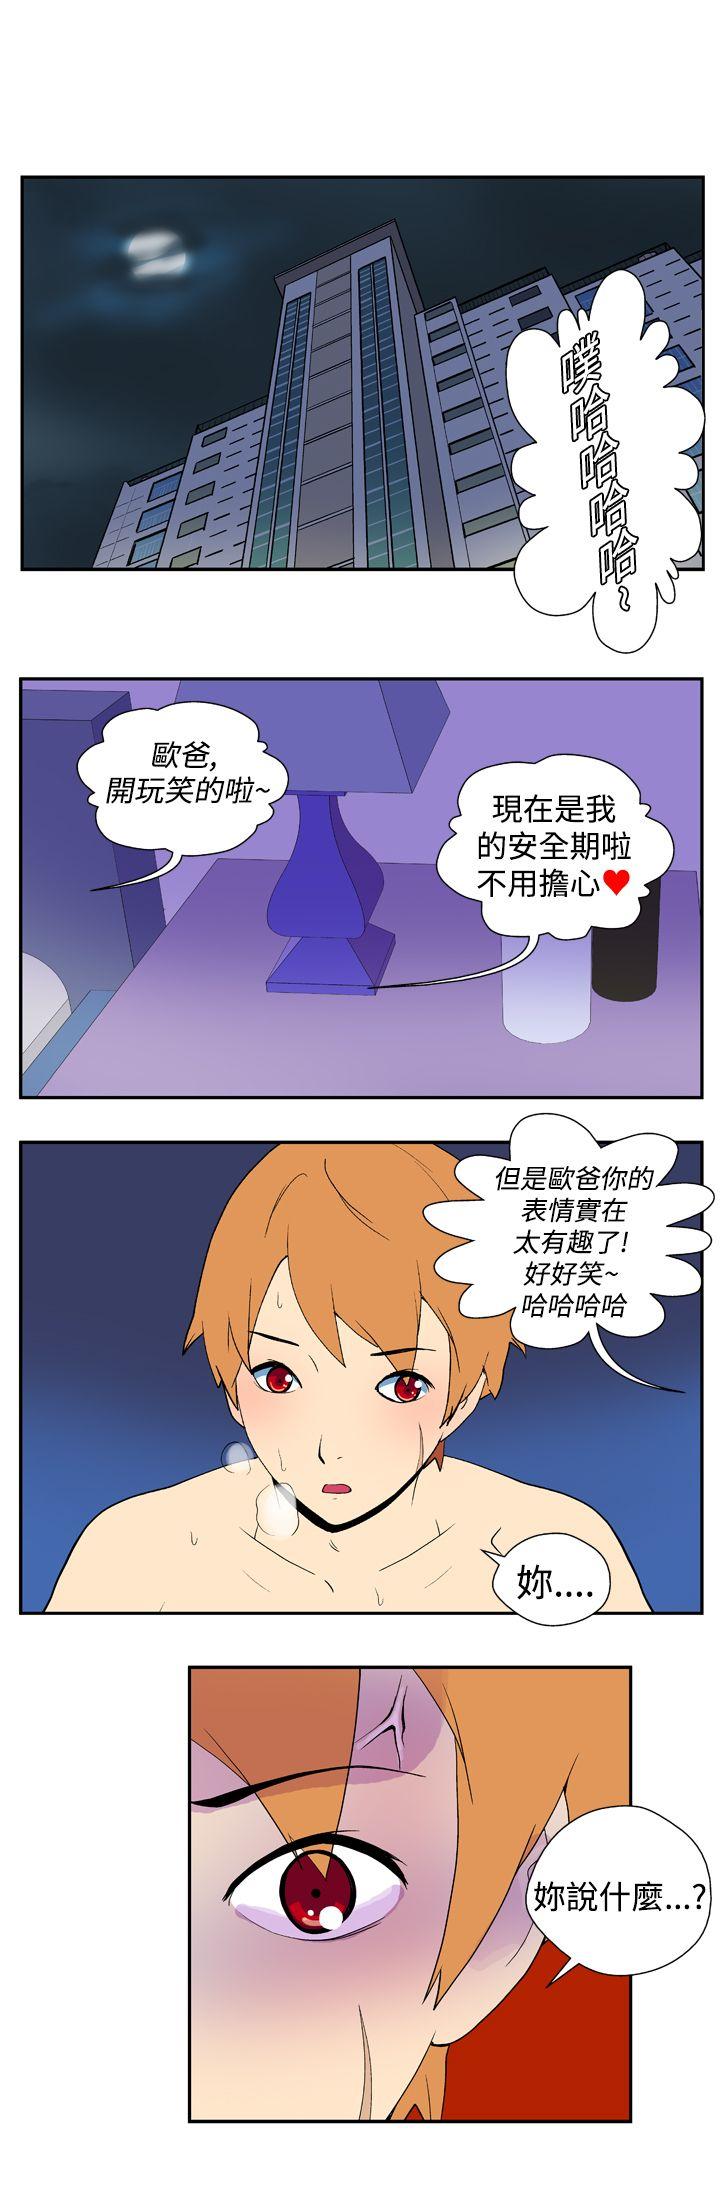 噗哈哈哈哈~
歐爸,
開玩笑的啦~
現在是我
的安全期啦
不用擔心♥
但是歐爸你的
表情實在
太有趣了!
好好笑~
哈哈哈哈
妳....
妳說什麼...?